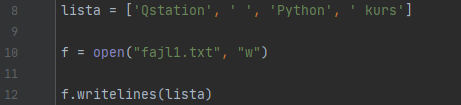 8 lista = ['Qstation', ' ', 'Python', ' kurs']
9
10 f = open("fajl1.txt", "w")
11
12 f.writelines(lista)